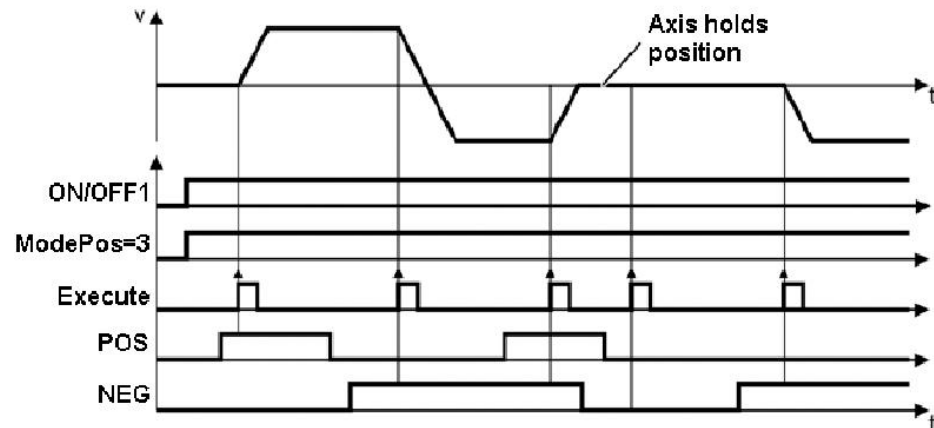 v
Axis holds
position
t
ON/OFF1
ModePos=3
Execute
POS
NEG
t